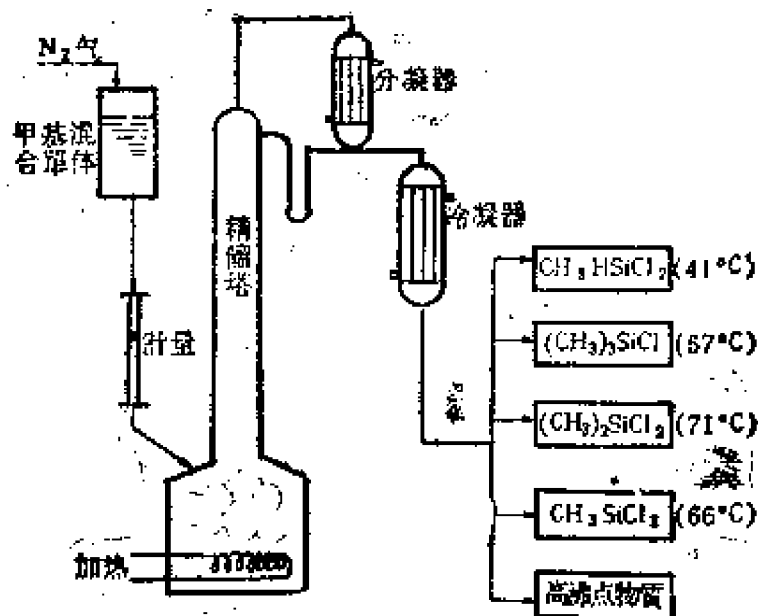 N₂气
甲基混
合单体
计量
精馏塔
加热
分凝器
冷凝器
CH₃HSiCl₂ (41°C)
(CH₃)₃SiCl (57°C)
(CH₃)₂SiCl₂ (71°C)
CH₃SiCl₃ (66°C)
高沸点物质